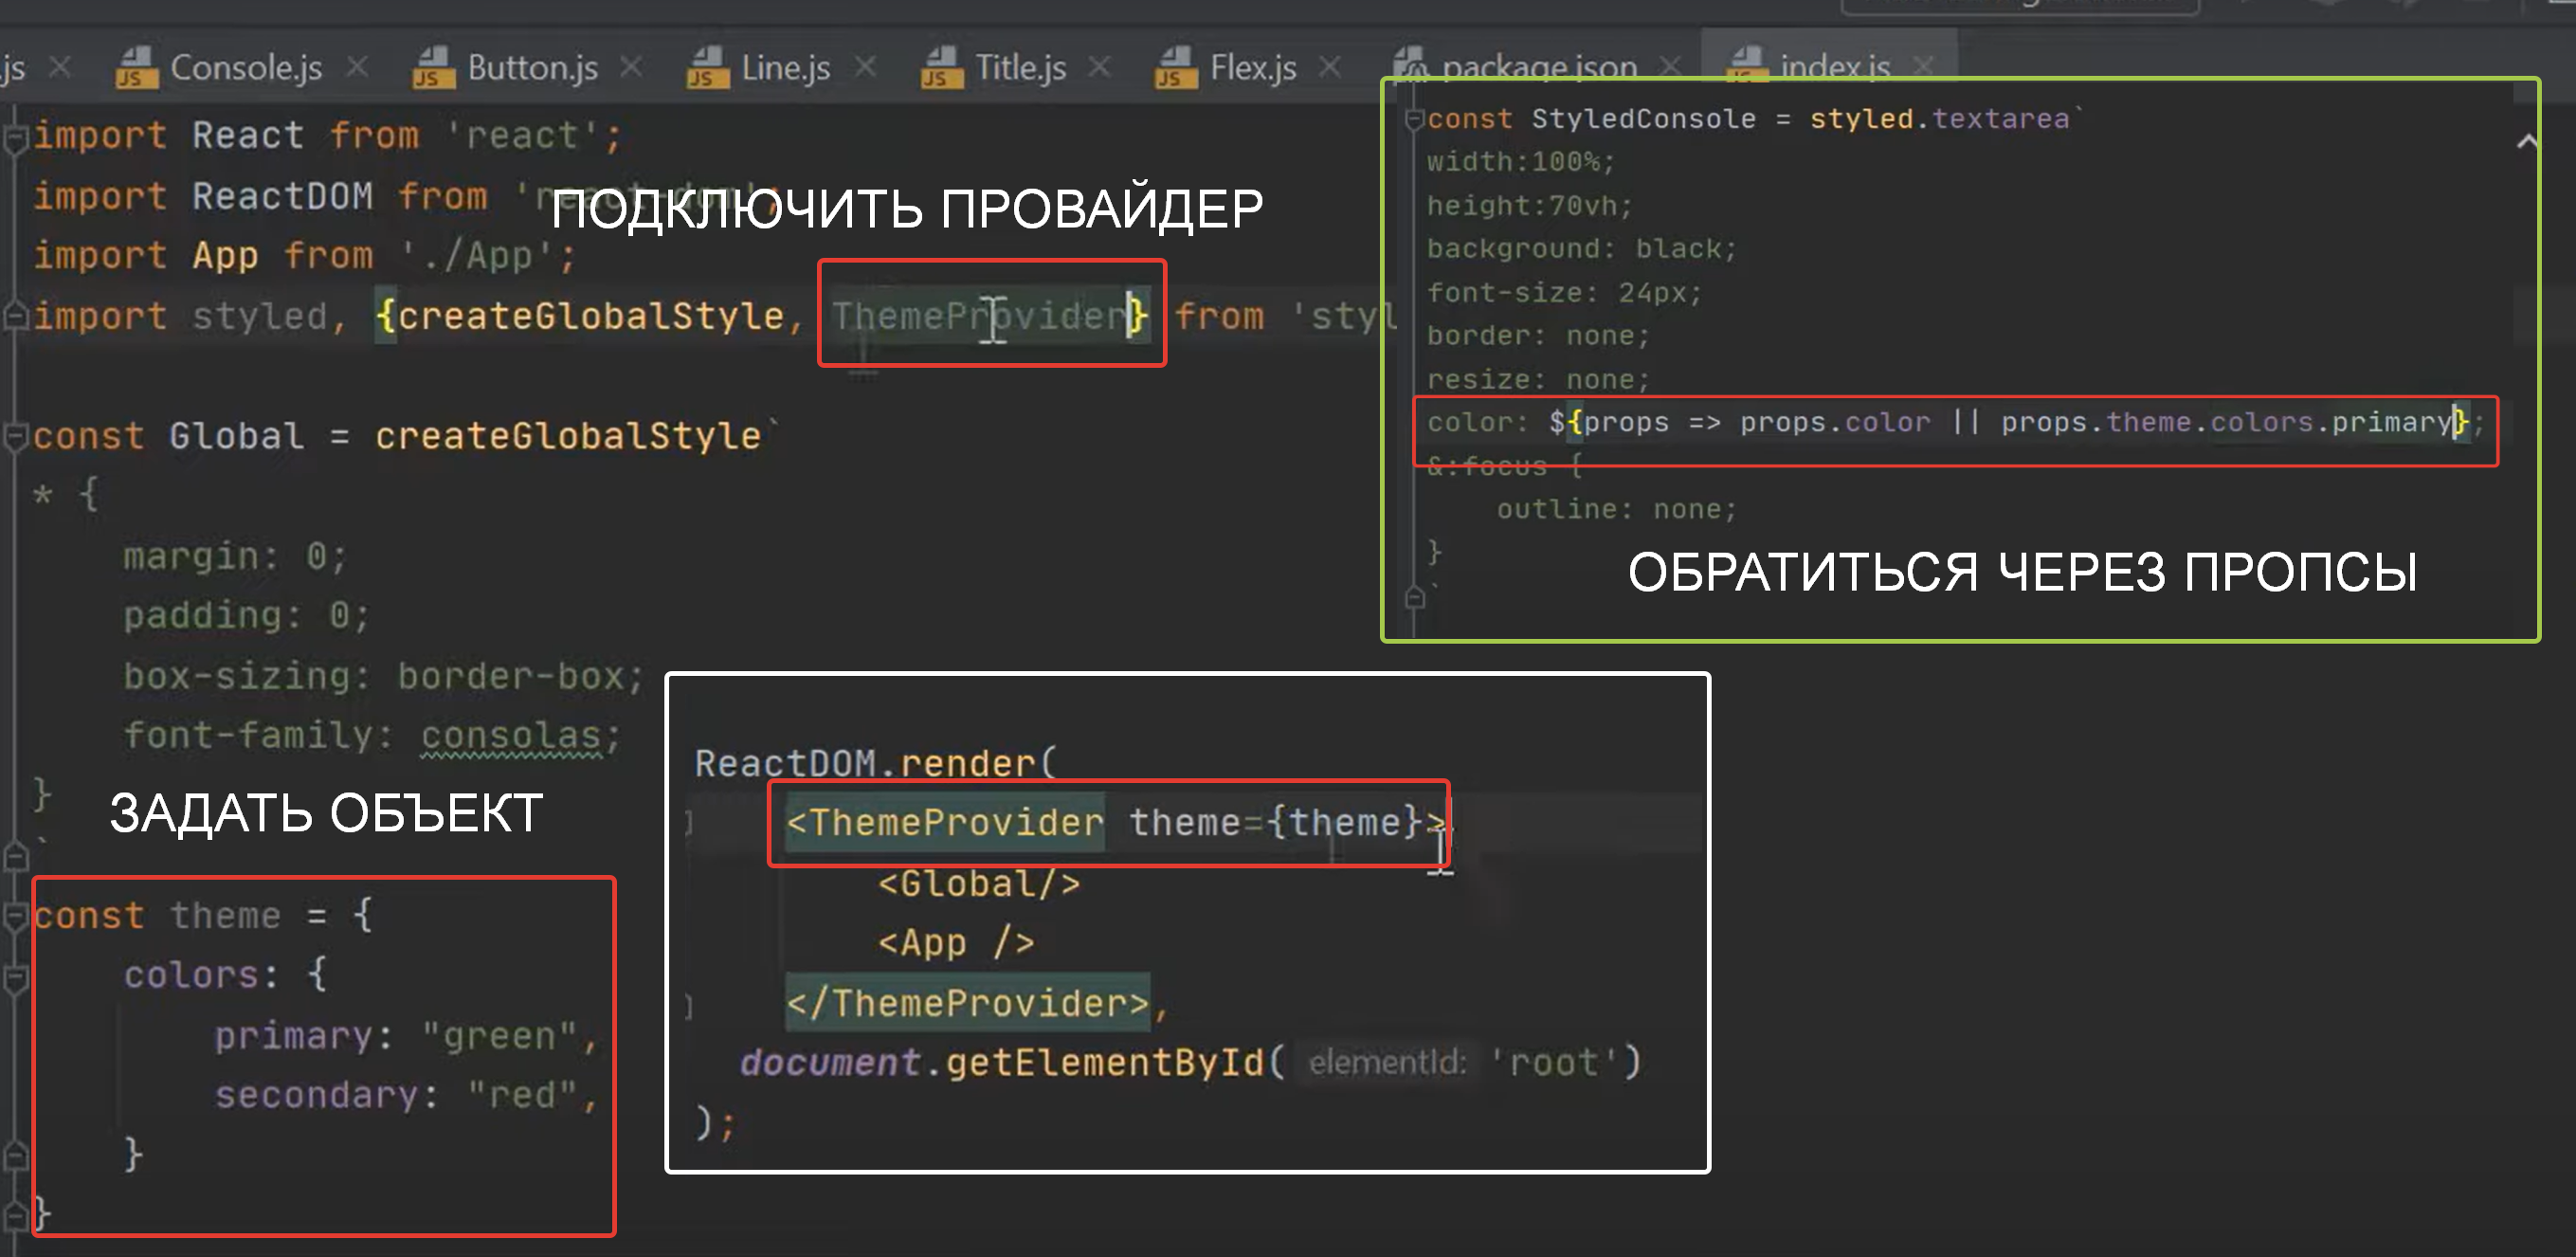 js
Console.js
Button.js
Line.js
Title.js
Flex.js
package.json
index.js
import React from 'react';
import ReactDOM from 'react-dom';
ПОДКЛЮЧИТЬ ПРОВАЙДЕР
import App from './App';
import styled, {createGlobalStyle, ThemeProvider} from 'styl
const Global = createGlobalStyle`
* {
margin: 0;
padding: 0;
box-sizing: border-box;
font-family: consolas;
}
`
ЗАДАТЬ ОБЪЕКТ
const theme = {
colors: {
primary: "green",
secondary: "red",
}
}
const StyledConsole = styled.textarea`
width:100%;
height:70vh;
background: black;
font-size: 24px;
border: none;
resize: none;
color: ${props => props.color || props.theme.colors.primary};
&:focus {
outline: none;
}
`
ОБРАТИТЬСЯ ЧЕРЕЗ ПРОПСЫ
ReactDOM.render(
<ThemeProvider theme={theme}>
<Global/>
<App />
</ThemeProvider>,
document.getElementById( elementId: 'root')
);